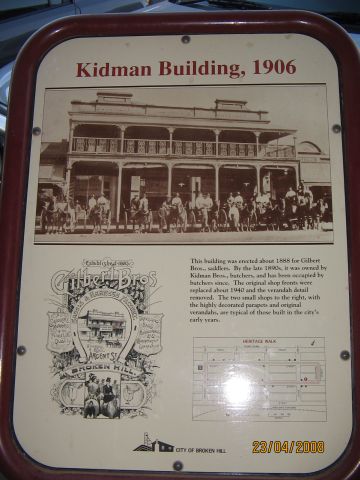 Kidman Building, 1906
This building was erected about 1888 for Gilbert
Bros., saddlers. By the late 1890s, it was owned by
Kidman Bros., butchers, and has been occupied by
butchers since. The original shop fronts were
replaced about 1940 and the verandah detail
removed. The two small shops to the right, with
the highly decorated parapets and original
verandahs, are typical of those built in the city's
early years.
Established
Gilbert Bros
ARGENT ST
BROKEN HILL
HERITAGE WALK
CITY OF BROKEN HILL
23/04/2008